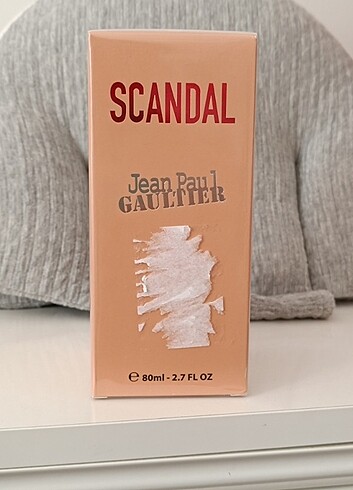 SCANDAL
Jean Paul
GAULTIER
℮ 80ml - 2.7 FL OZ